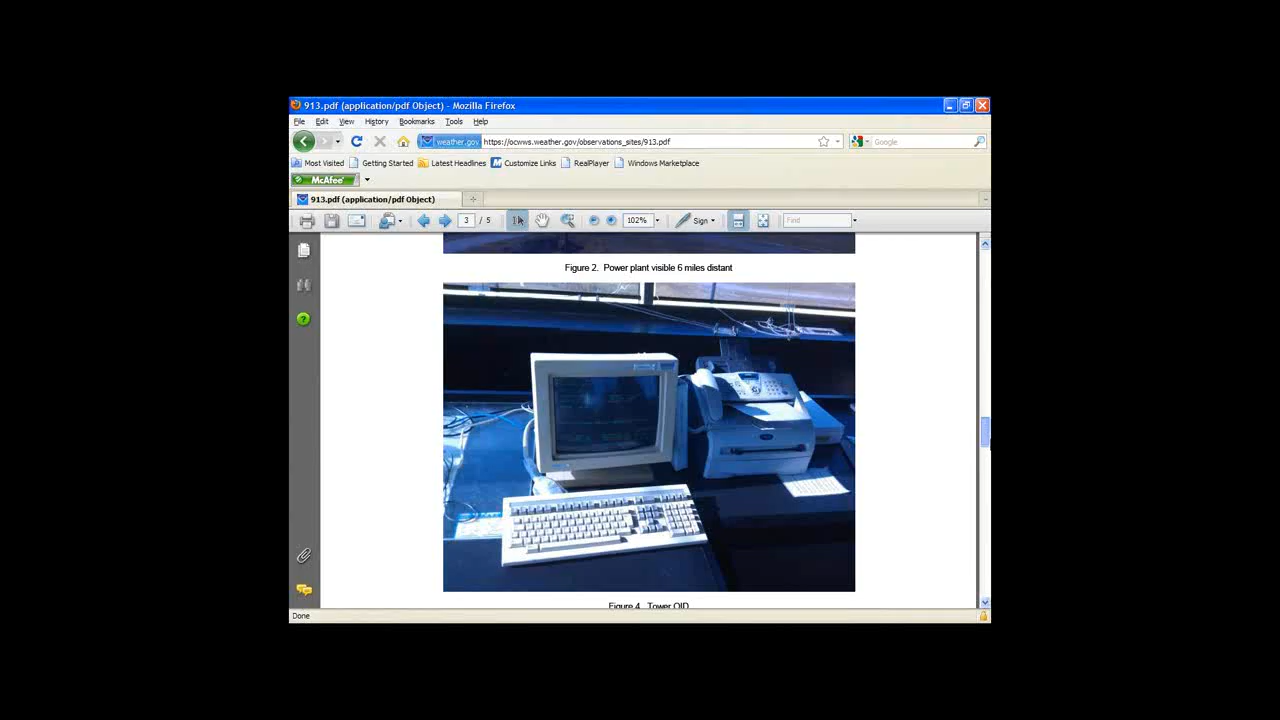 913.pdf (application/pdf Object) - Mozilla Firefox
File Edit View History Bookmarks Tools Help
weather.gov https://ocwws.weather.gov/observations_sites/913.pdf Google
Most Visited Getting Started Latest Headlines Customize Links RealPlayer Windows Marketplace
McAfee
913.pdf (application/pdf Object)
3 / 5 102% Sign Find
Figure 2. Power plant visible 6 miles distant
Figure 4. Tower OID
Done